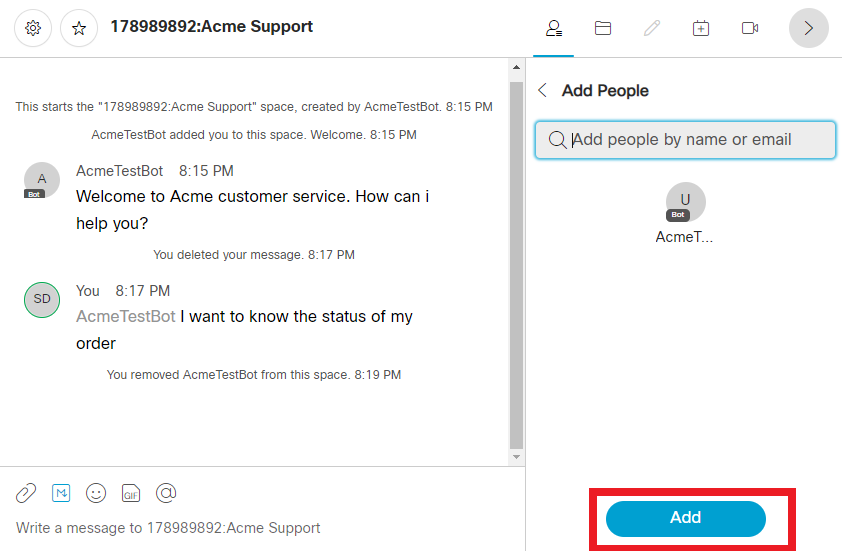 178989892:Acme Support
This starts the "178989892:Acme Support" space, created by AcmeTestBot. 8:15 PM
AcmeTestBot added you to this space. Welcome. 8:15 PM
A
Bot
AcmeTestBot 8:15 PM
Welcome to Acme customer service. How can i
help you?
You deleted your message. 8:17 PM
SD
You 8:17 PM
AcmeTestBot I want to know the status of my
order
You removed AcmeTestBot from this space. 8:19 PM
GIF
Write a message to 178989892:Acme Support
Add People
Add people by name or email
U
Bot
AcmeT...
Add